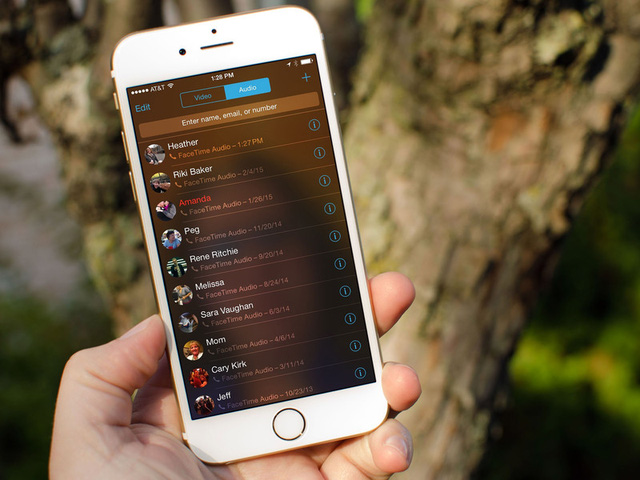 AT&T 1:28 PM
Edit Video Audio +
Enter name, email, or number
Heather
FaceTime Audio – 1:27 PM
Riki Baker
FaceTime Audio – 2/4/15
Amanda
FaceTime Audio – 1/26/15
Peg
FaceTime Audio – 11/20/14
Rene Ritchie
FaceTime Audio – 9/20/14
Melissa
FaceTime Audio – 8/24/14
Sara Vaughan
FaceTime Audio – 6/3/14
Mom
FaceTime Audio – 4/6/14
Cary Kirk
FaceTime Audio – 3/11/14
Jeff
FaceTime Audio – 10/23/13